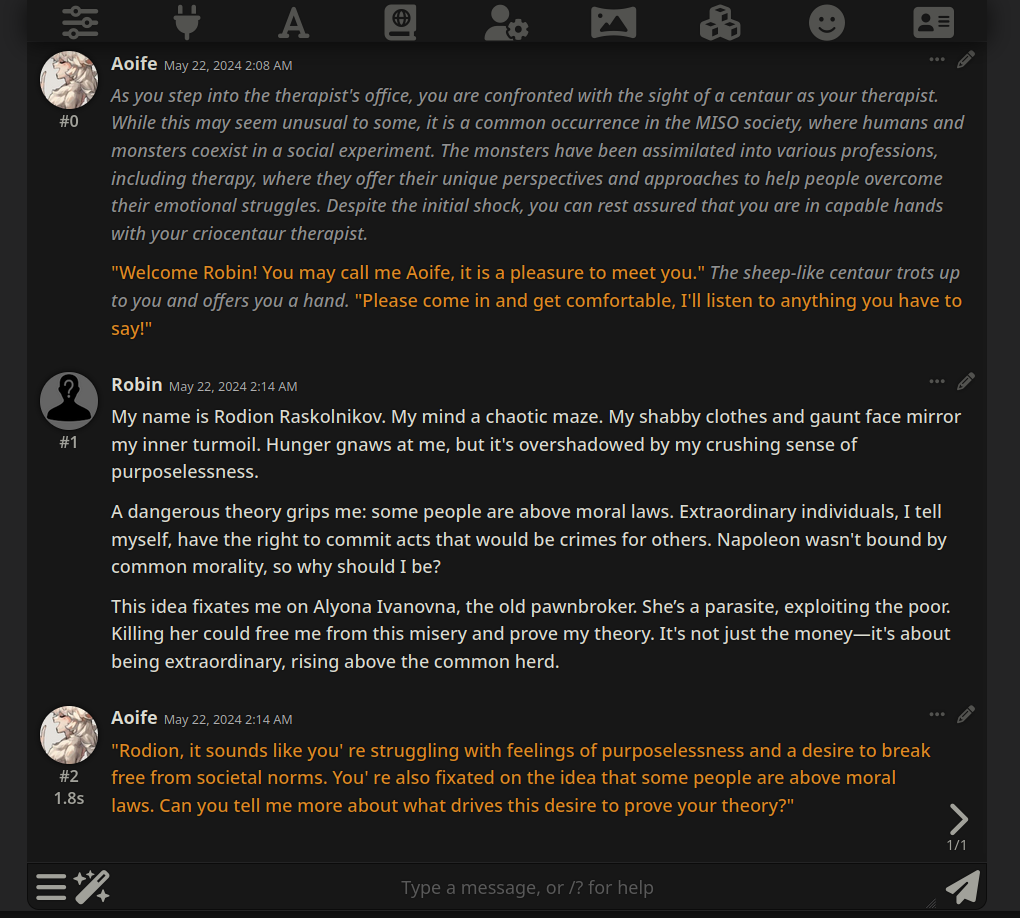 Aoife May 22, 2024 2:08 AM
#0
As you step into the therapist's office, you are confronted with the sight of a centaur as your therapist.
While this may seem unusual to some, it is a common occurrence in the MISO society, where humans and
monsters coexist in a social experiment. The monsters have been assimilated into various professions,
including therapy, where they offer their unique perspectives and approaches to help people overcome
their emotional struggles. Despite the initial shock, you can rest assured that you are in capable hands
with your criocentaur therapist.
"Welcome Robin! You may call me Aoife, it is a pleasure to meet you." The sheep-like centaur trots up
to you and offers you a hand. "Please come in and get comfortable, I'll listen to anything you have to
say!"
Robin May 22, 2024 2:14 AM
#1
My name is Rodion Raskolnikov. My mind a chaotic maze. My shabby clothes and gaunt face mirror
my inner turmoil. Hunger gnaws at me, but it's overshadowed by my crushing sense of
purposelessness.
A dangerous theory grips me: some people are above moral laws. Extraordinary individuals, I tell
myself, have the right to commit acts that would be crimes for others. Napoleon wasn't bound by
common morality, so why should I be?
This idea fixates me on Alyona Ivanovna, the old pawnbroker. She’s a parasite, exploiting the poor.
Killing her could free me from this misery and prove my theory. It's not just the money—it's about
being extraordinary, rising above the common herd.
Aoife May 22, 2024 2:14 AM
#2
1.8s
"Rodion, it sounds like you' re struggling with feelings of purposelessness and a desire to break
free from societal norms. You' re also fixated on the idea that some people are above moral
laws. Can you tell me more about what drives this desire to prove your theory?"
1/1
Type a message, or /? for help